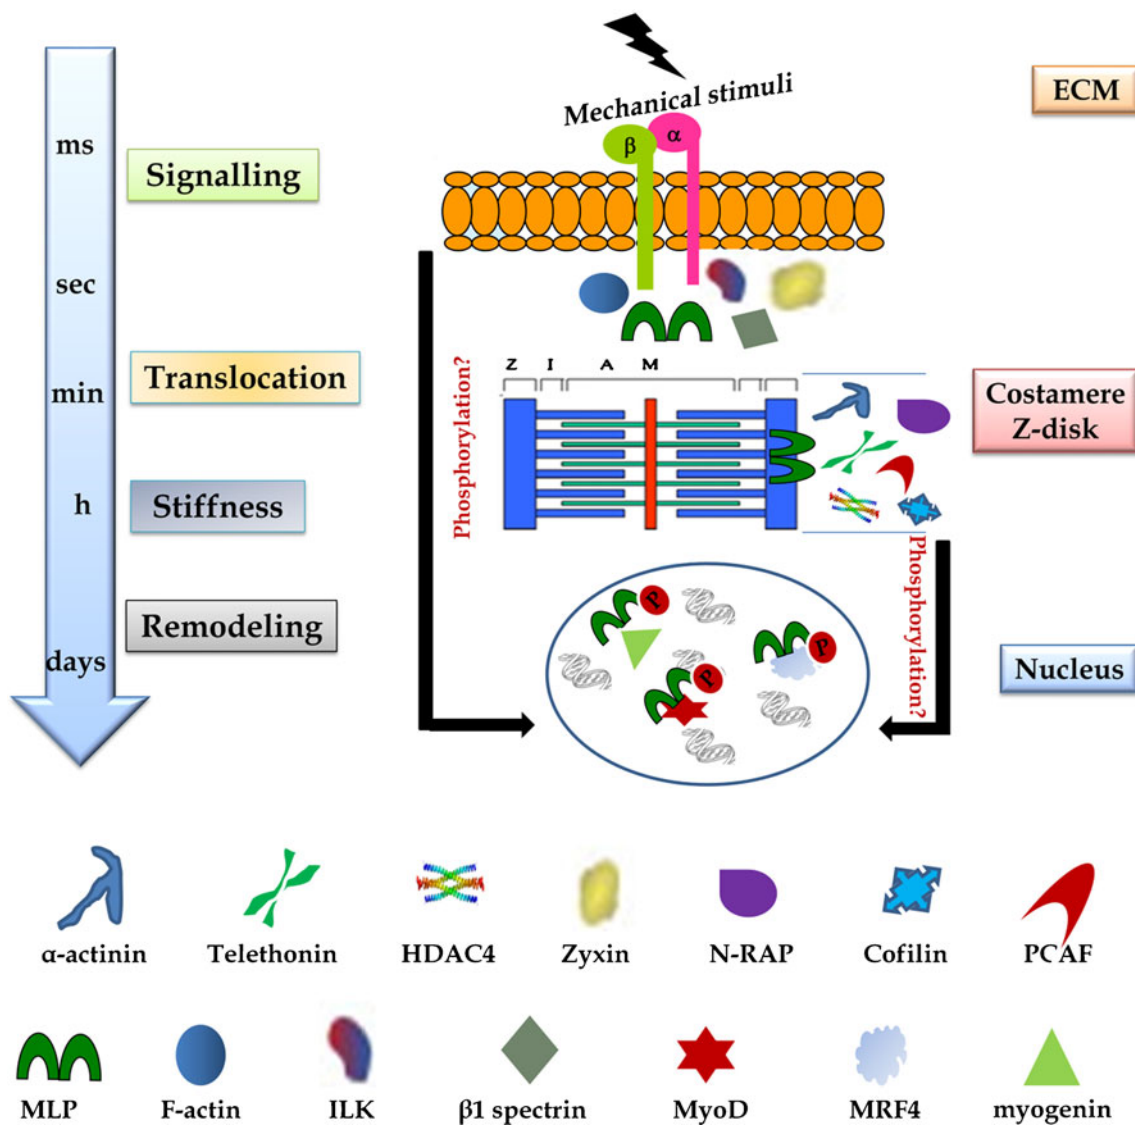 Mechanical stimuli
ECM
β α
ms
Signalling
sec
Translocation
min
Phosphorylation?
Z I A M
Costamere
Z-disk
h
Stiffness
Phosphorylation?
Remodeling
days
P
P
P
Nucleus
α-actinin Telethonin HDAC4 Zyxin N-RAP Cofilin PCAF
MLP F-actin ILK β1 spectrin MyoD MRF4 myogenin